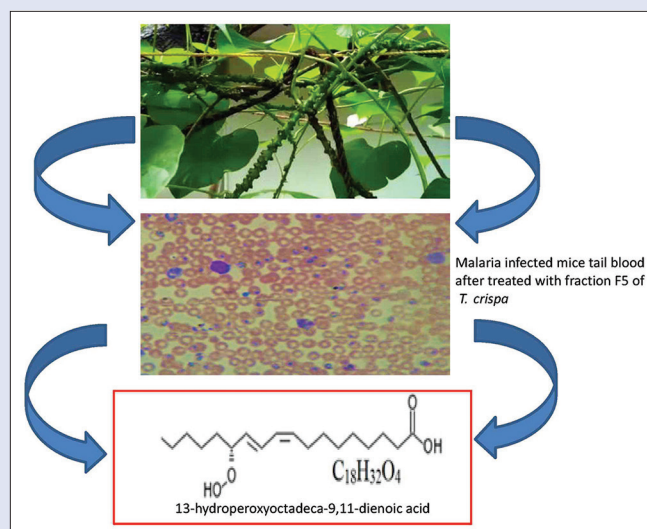 Malaria infected mice tail blood
after treated with fraction F5 of
T. crispa
O
OH
O
HO
C18H32O4
13-hydroperoxyoctadeca-9,11-dienoic acid